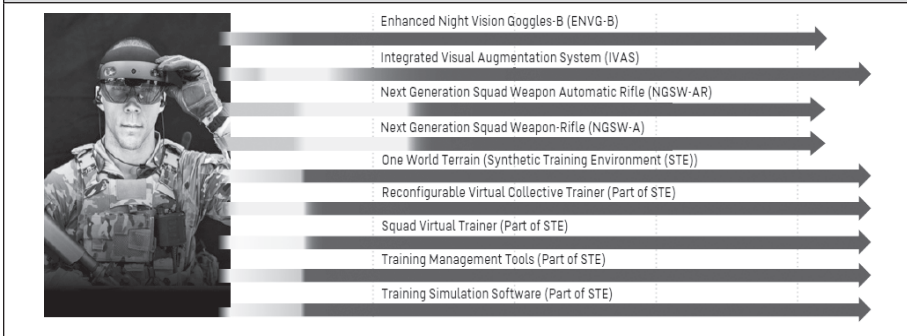 Enhanced Night Vision Goggles-B (ENVG-B)
Integrated Visual Augmentation System (IVAS)
Next Generation Squad Weapon Automatic Rifle (NGSW-AR)
Next Generation Squad Weapon-Rifle (NGSW-A)
One World Terrain (Synthetic Training Environment (STE))
Reconfigurable Virtual Collective Trainer (Part of STE)
Squad Virtual Trainer (Part of STE)
Training Management Tools (Part of STE)
Training Simulation Software (Part of STE)